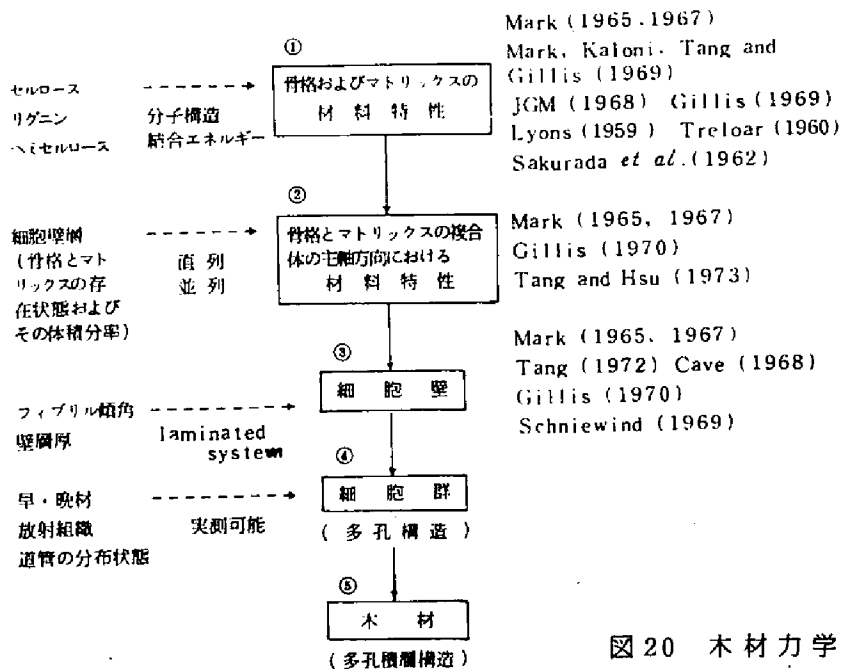 ①
セルロース
リグニン 分子構造
ヘミセルロース 結合エネルギー
骨格およびマトリックスの
材料特性
Mark (1965.1967)
Mark, Kaloni. Tang and
Gillis (1969)
JGM (1968) Gillis (1969)
Lyons (1959) Treloar (1960)
Sakurada et al.(1962)
②
細胞壁層
(骨格とマト 直列
リックスの存 並列
在状態および
その体積分率)
骨格とマトリックスの複合
体の主軸方向における
材料特性
Mark (1965, 1967)
Gillis (1970)
Tang and Hsu (1973)
③
フィブリル傾角
壁層厚 laminated
system
細胞壁
Mark (1965、1967)
Tang (1972) Cave (1968)
Gillis (1970)
Schniewind (1969)
④
早・晩材
放射組織 実測可能
道管の分布状態
細胞群
(多孔構造)
⑤
木材
(多孔積層構造)
図20 木材力学